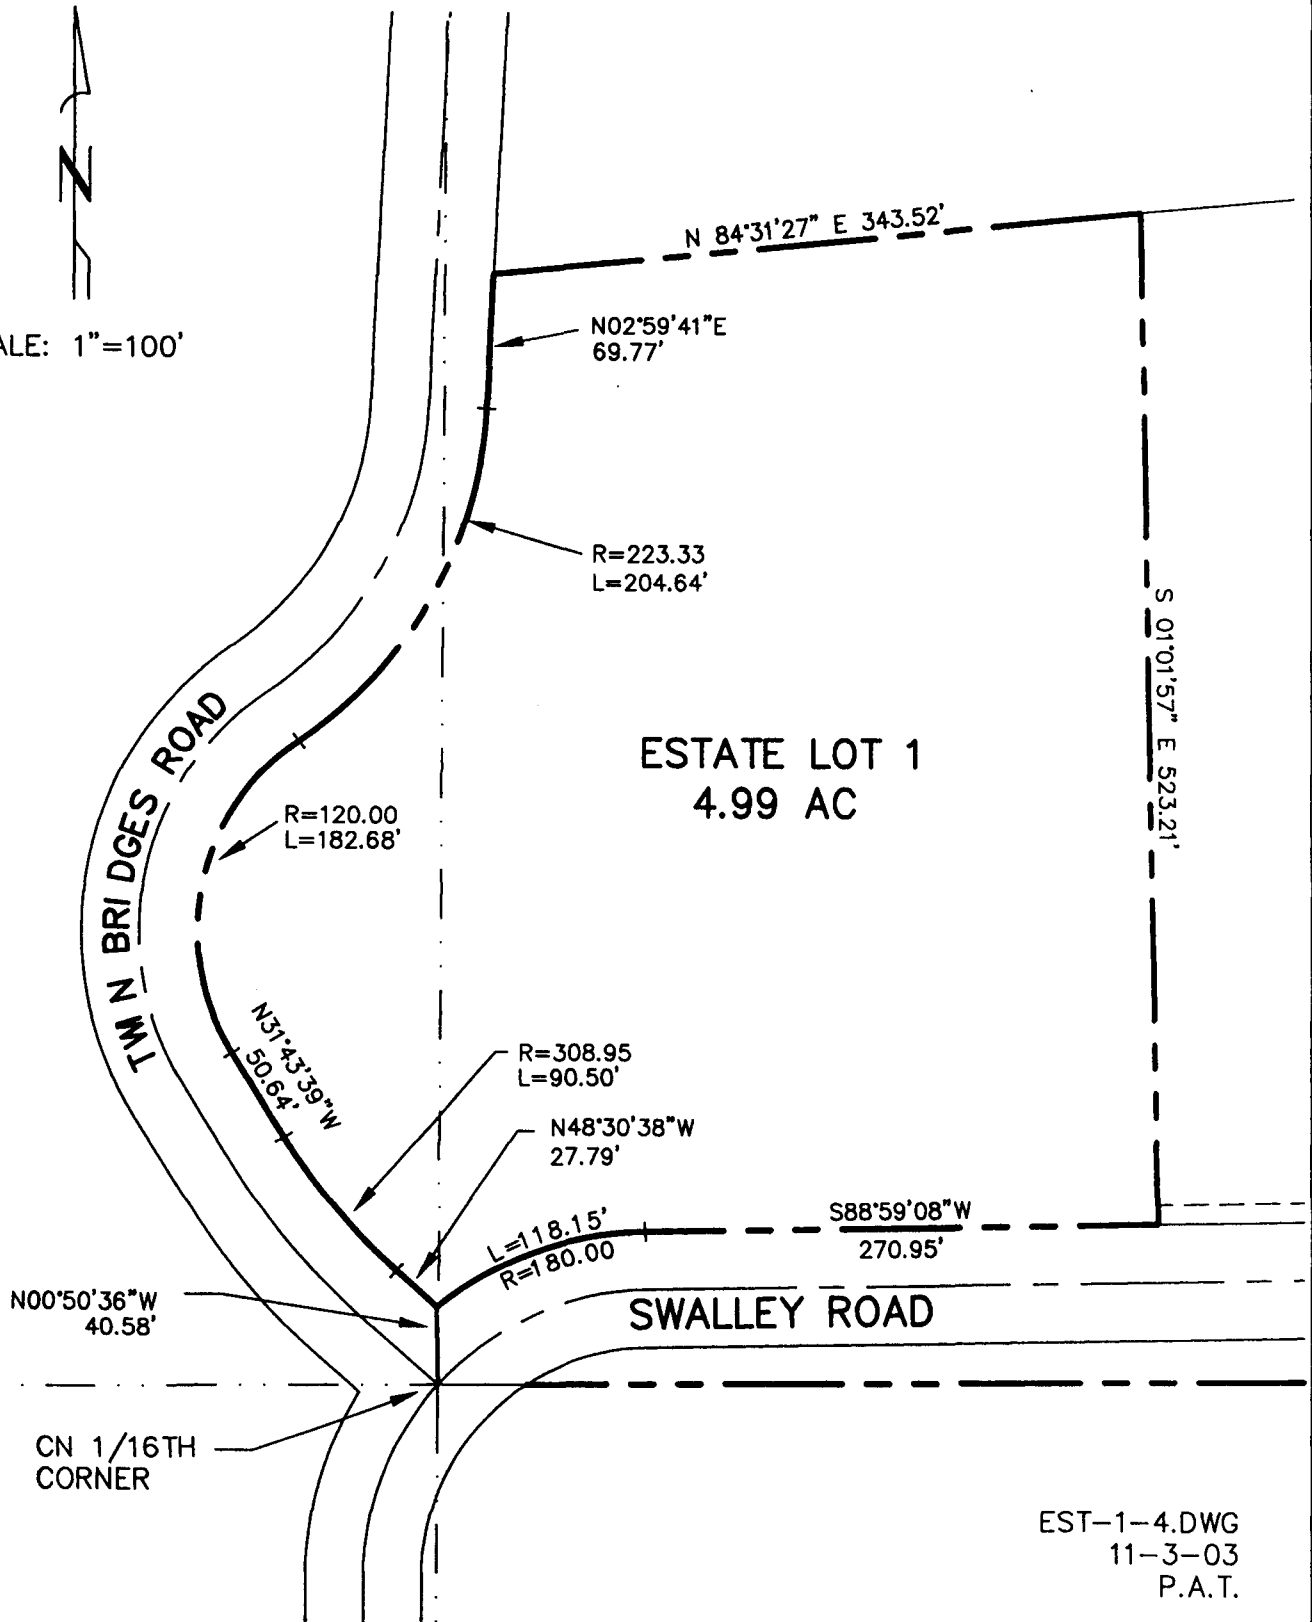 N
N 84°31'27" E 343.52'
N02°59'41"E
69.77'
ALE: 1"=100'
R=223.33
L=204.64'
S 01°01'57" E 523.21'
TWIN BRIDGES ROAD
ESTATE LOT 1
4.99 AC
R=120.00
L=182.68'
N31°43'39"W
50.64'
R=308.95
L=90.50'
N48°30'38"W
27.79'
L=118.15'
R=180.00
S88°59'08"W
270.95'
N00°50'36"W
40.58'
SWALLEY ROAD
CN 1/16TH
CORNER
EST-1-4.DWG
11-3-03
P.A.T.